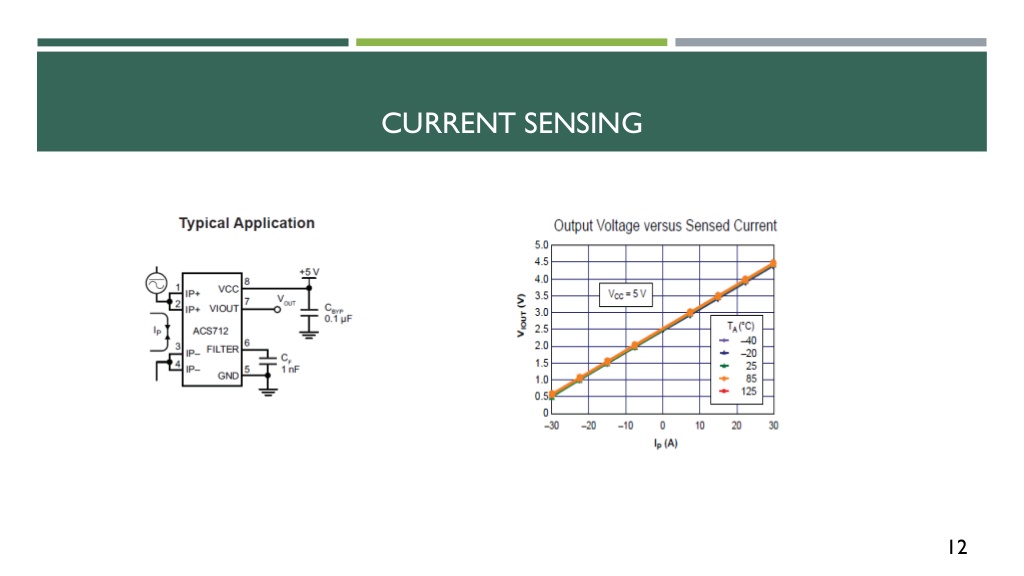 CURRENT SENSING
Typical Application
+5 V
1
IP+
2
IP+
IP
3
IP–
4
IP–
ACS712
VCC
8
VIOUT
7
VOUT
FILTER
6
GND
5
CBYP
0.1 µF
CF
1 nF
Output Voltage versus Sensed Current
VIOUT (V)
5.0
4.5
4.0
3.5
3.0
2.5
2.0
1.5
1.0
0.5
0
VCC = 5 V
TA (°C)
–40
–20
25
85
125
–30 –20 –10 0 10 20 30
IP (A)
12